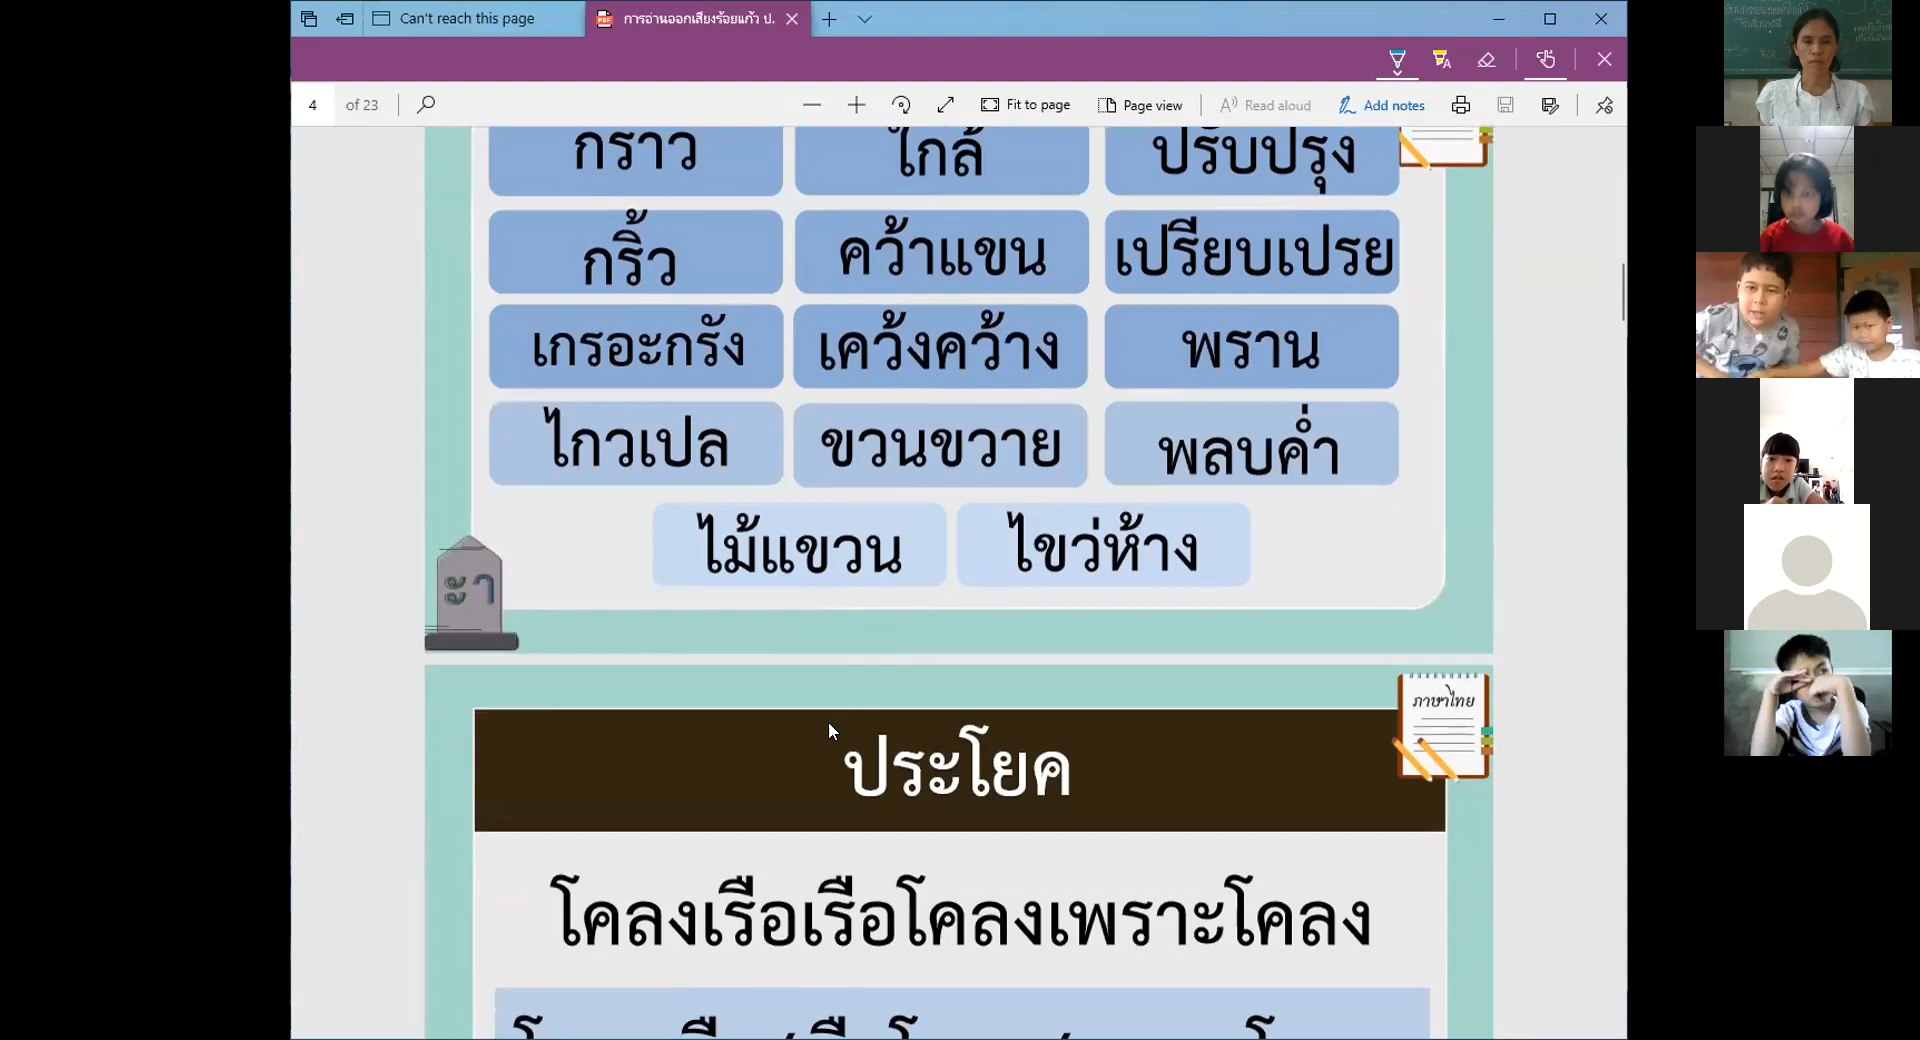 Can't reach this page
การอ่านออกเสียงร้อยแก้ว ป.
4 of 23
Fit to page
Page view
Read aloud
Add notes
กราว ใกล้ ปรับปรุง
กริ้ว คว้าแขน เปรียบเปรย
เกรอะกรัง เคว้งคว้าง พราน
ไกวเปล ขวนขวาย พลบค่ำ
ไม้แขวน ไขว่ห้าง
ะา
ภาษาไทย
ประโยค
โคลงเรือเรือโคลงเพราะโคลง